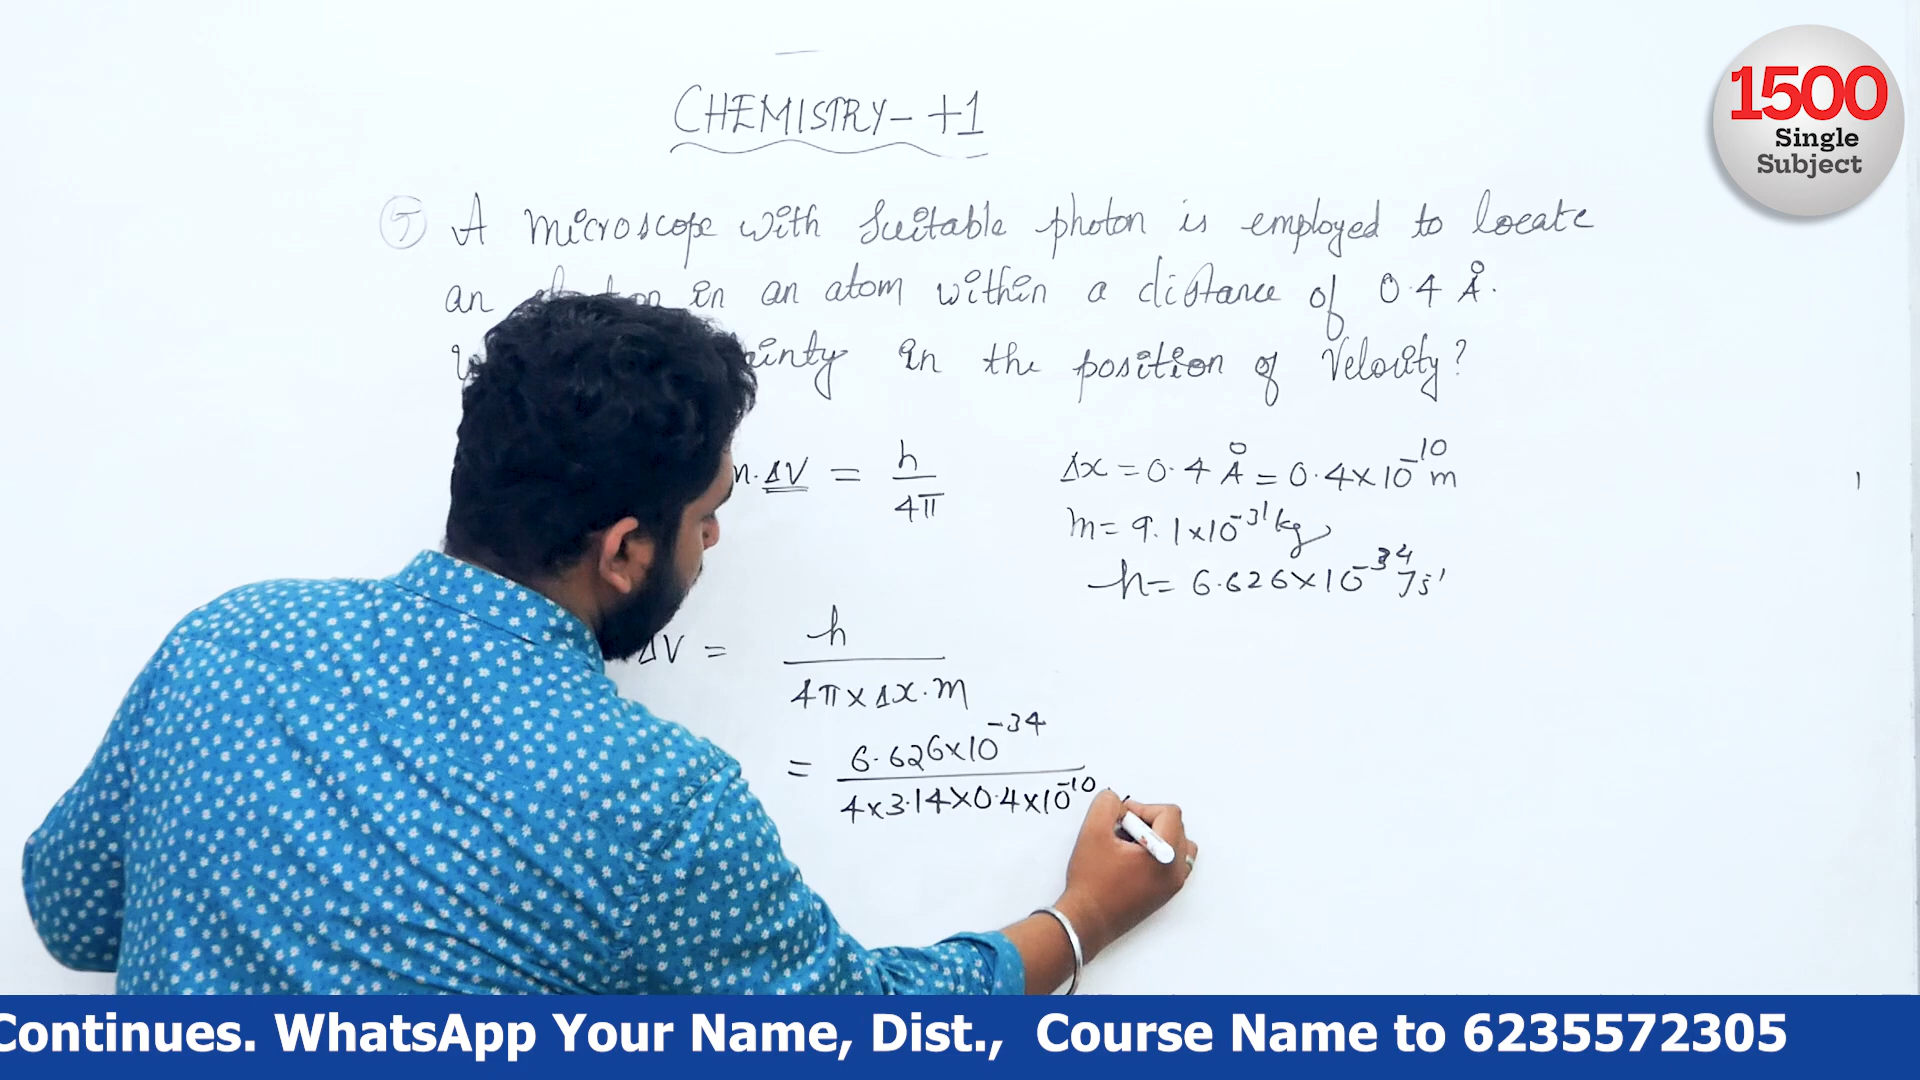 CHEMISTRY- +1
1500
Single
Subject
5 A microscope with Suitable photon is employed to locate
an in an atom within a distance of 0.4 Å.
in the position of Velocity?
ΔV = h/4π
Δx = 0.4 Å = 0.4×10⁻¹⁰ m
m = 9.1×10⁻³¹ kg
h = 6.626×10⁻³⁴ Js'
ΔV = h / 4π × Δx . m
= 6.626×10⁻³⁴ / 4×3.14×0.4×10⁻¹⁰ ×
Continues. WhatsApp Your Name, Dist., Course Name to 6235572305